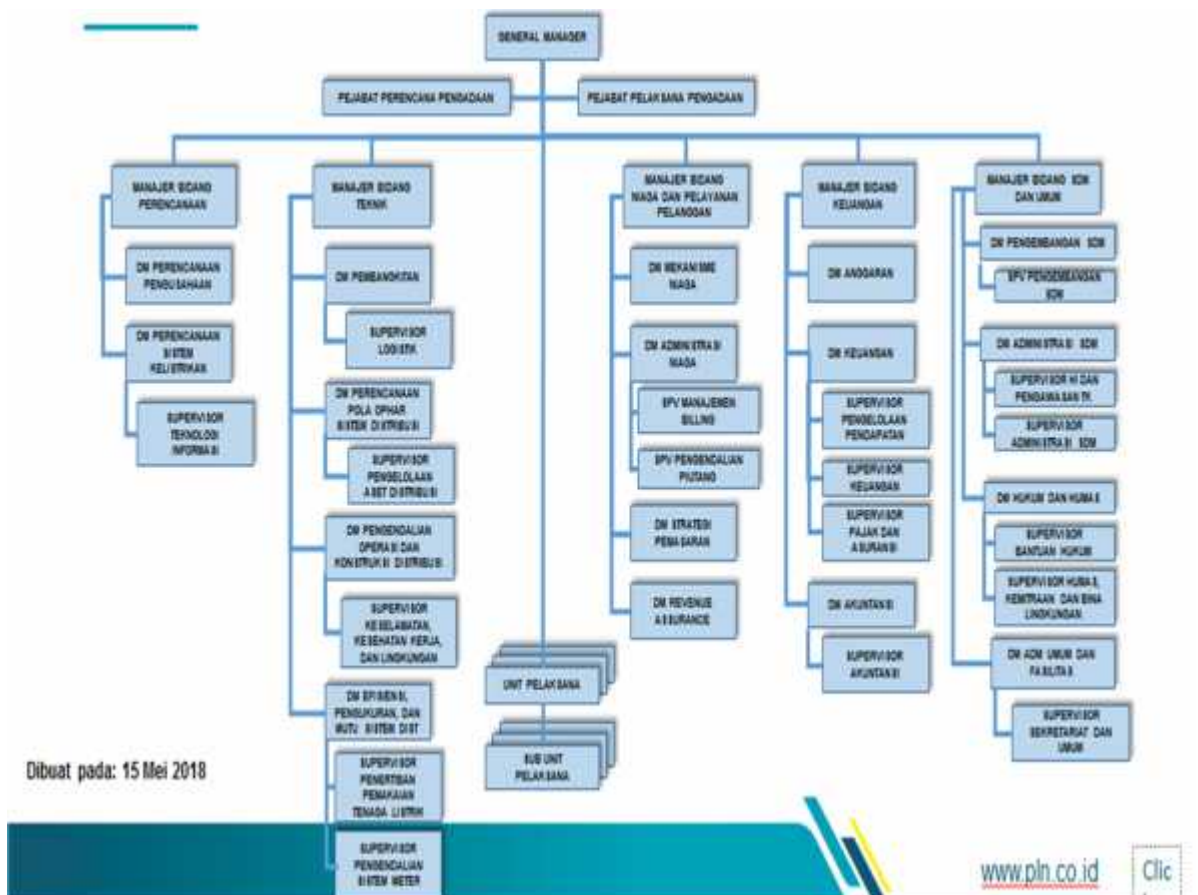 GENERAL MANAGER
PEJABAT PERENCANA PENGADAAN
PEJABAT PELAKSANA PENGADAAN
MANAJER BIDANG
PERENCANAAN
DM PERENCANAAN
PENGUSAHAAN
DM PERENCANAAN
SISTEM
KELISTRIKAN
SUPERVISOR
TEKNOLOGI
INFORMASI
MANAJER BIDANG
TEKNIK
DM PEMBANGKITAN
SUPERVISOR
LOGISTIK
DM PERENCANAAN
POLA OPHAR
SISTEM DISTRIBUSI
SUPERVISOR
PENGELOLAAN
ASET DISTRIBUSI
DM PENGENDALIAN
OPERASI DAN
KONSTRUKSI DISTRIBUSI
SUPERVISOR
KESELAMATAN,
KESEHATAN KERJA,
DAN LINGKUNGAN
DM EFISIENSI,
PENGUKURAN, DAN
MUTU SISTEM DIST
SUPERVISOR
PENERTIBAN
PEMAKAIAN
TENAGA LISTRIK
SUPERVISOR
PENGENDALIAN
SISTEM METER
UNIT PELAKSANA
SUB UNIT
PELAKSANA
MANAJER BIDANG
NIAGA DAN PELAYANAN
PELANGGAN
DM MEKANISME
NIAGA
DM ADMINISTRASI
NIAGA
SPV MANAJEMEN
BILLING
SPV PENGENDALIAN
PIUTANG
DM STRATEGI
PEMASARAN
DM REVENUE
ASSURANCE
MANAJER BIDANG
KEUANGAN
DM ANGGARAN
DM KEUANGAN
SUPERVISOR
PENGELOLAAN
PENDAPATAN
SUPERVISOR
KEUANGAN
SUPERVISOR
PAJAK DAN
ASURANSI
DM AKUNTANSI
SUPERVISOR
AKUNTANSI
MANAJER BIDANG SDM
DAN UMUM
DM PENGEMBANGAN SDM
SPV PENGEMBANGAN
SDM
DM ADMINISTRASI SDM
SUPERVISOR HI DAN
PENGAWASAN TK
SUPERVISOR
ADMINISTRASI SDM
DM HUKUM DAN HUMAS
SUPERVISOR
BANTUAN HUKUM
SUPERVISOR HUMAS,
KEMITRAAN DAN BINA
LINGKUNGAN
DM ADM UMUM DAN
FASILITAS
SUPERVISOR
SEKRETARIAT DAN
UMUM
Dibuat pada: 15 Mei 2018
www.pln.co.id
Clic